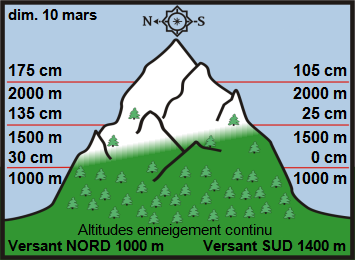 dim. 10 mars
N S
175 cm 105 cm
2000 m 2000 m
135 cm 25 cm
1500 m 1500 m
30 cm 0 cm
1000 m 1000 m
Altitudes enneigement continu
Versant NORD 1000 m Versant SUD 1400 m